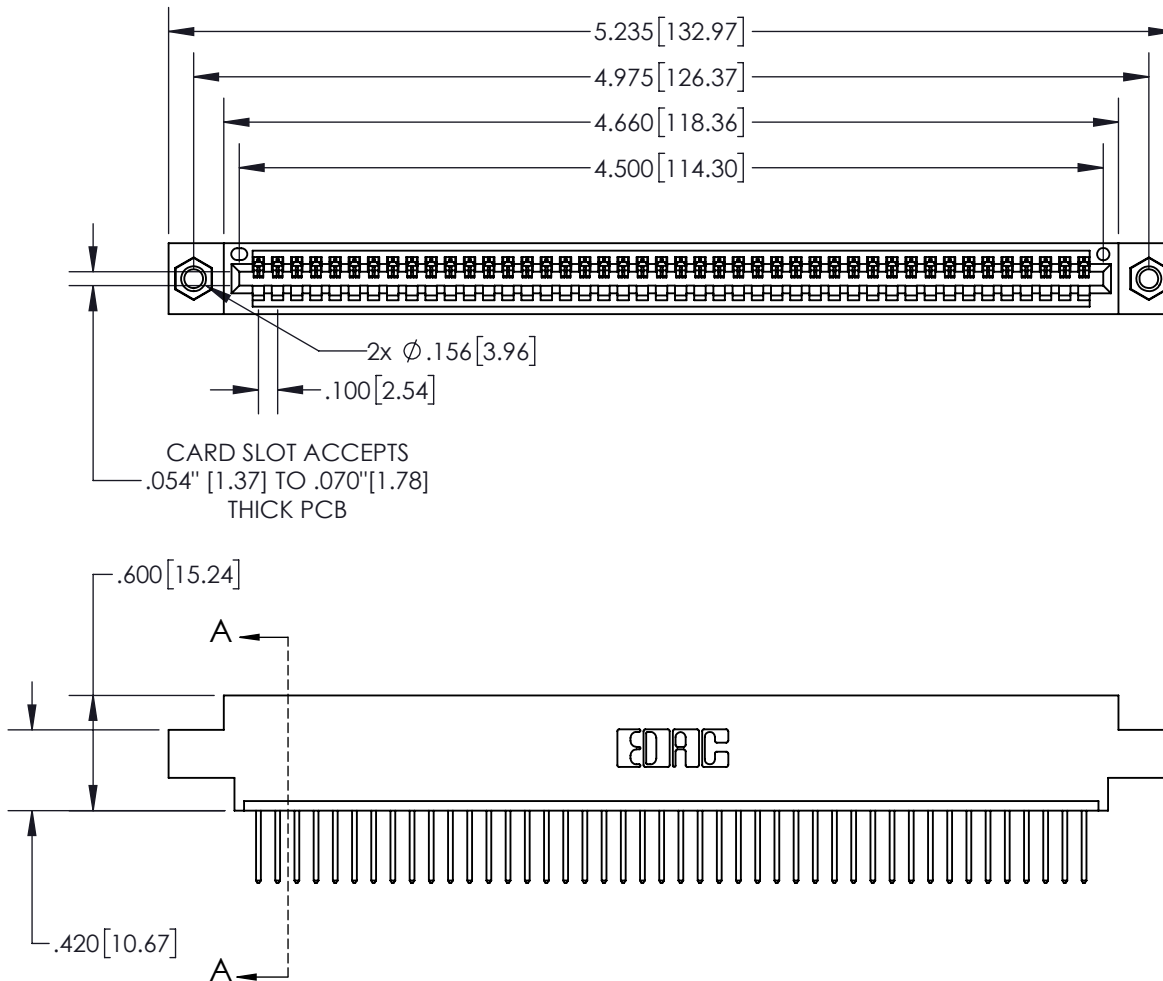 5.235[132.97]
4.975[126.37]
4.660[118.36]
4.500[114.30]
2x Ø.156[3.96]
.100[2.54]
CARD SLOT ACCEPTS
.054" [1.37] TO .070"[1.78]
THICK PCB
.600[15.24]
A
EDAC
.420[10.67]
A